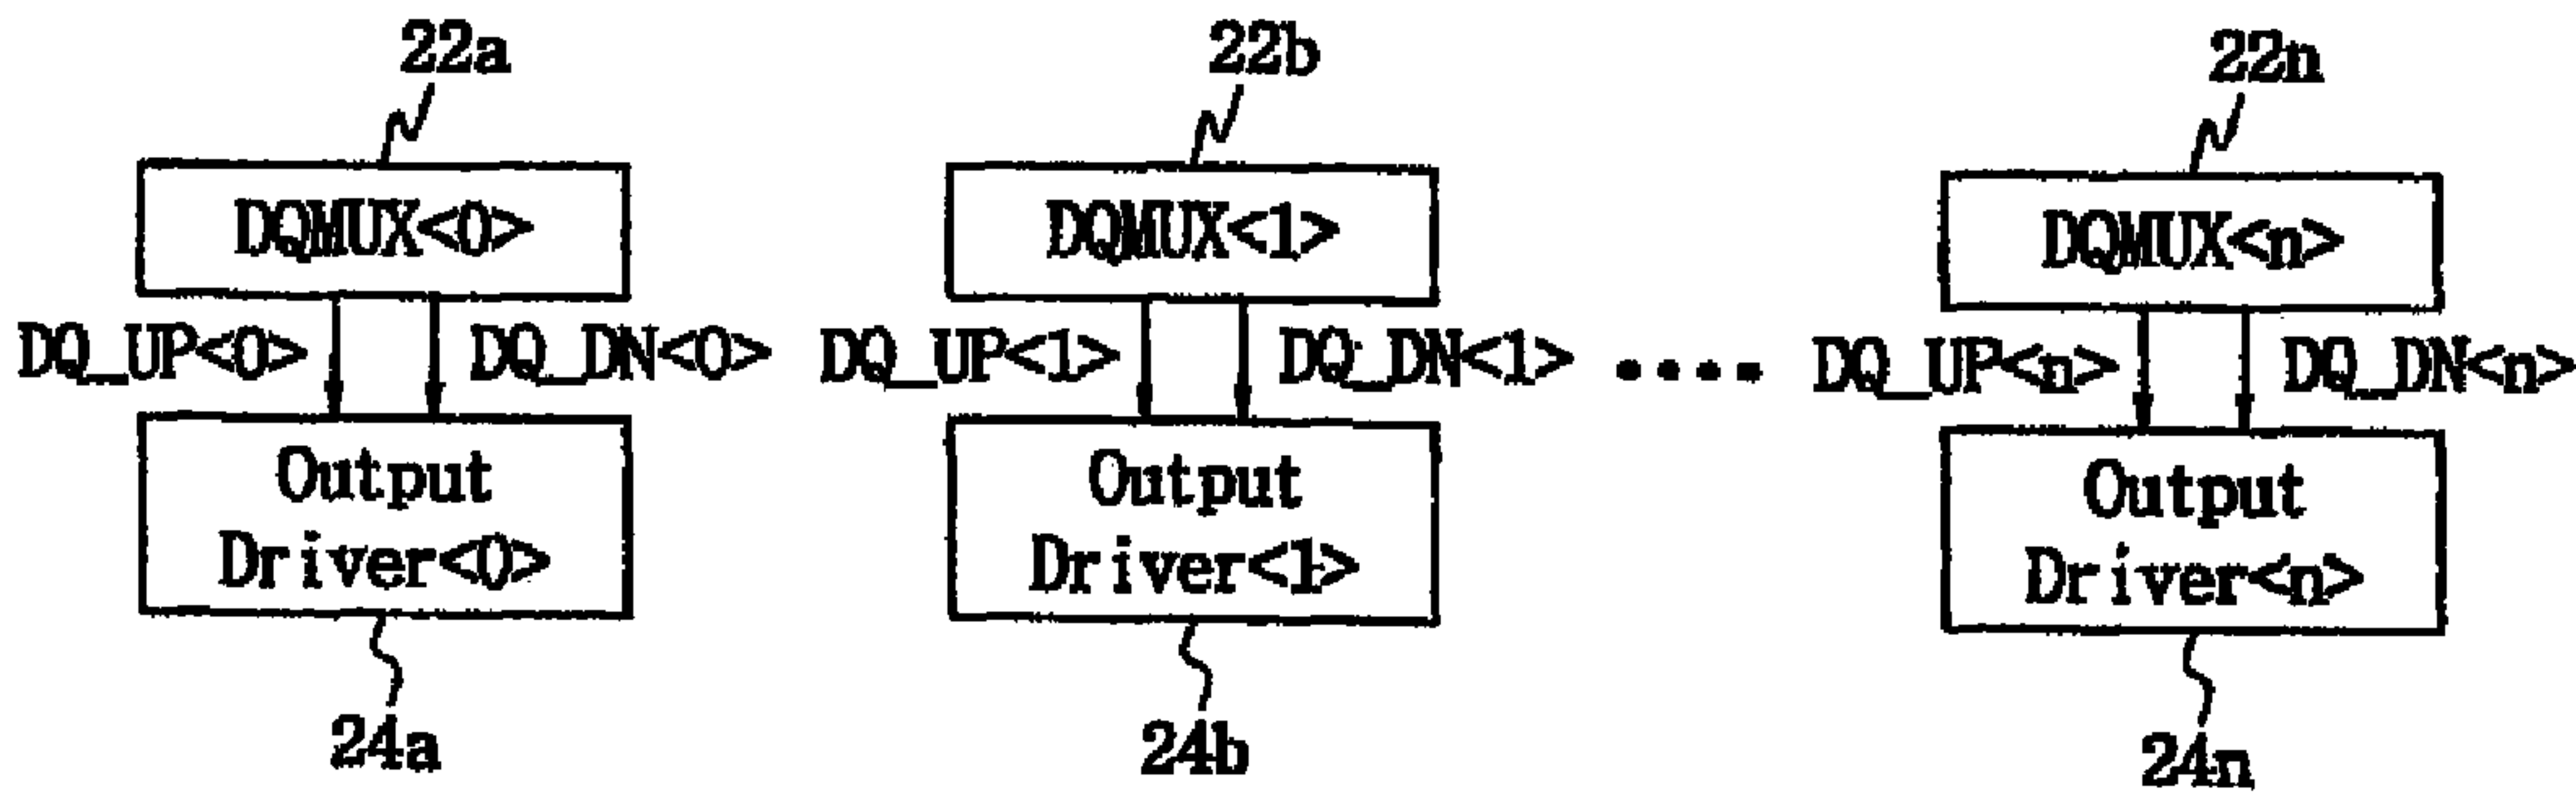 22a 22b 22n
DQMUX<0> DQMUX<1> DQMUX<n>
DQ_UP<0> DQ_DN<0> DQ_UP<1> DQ_DN<1> DQ_UP<n> DQ_DN<n>
Output Output Output
Driver<0> Driver<1> Driver<n>
24a 24b 24n